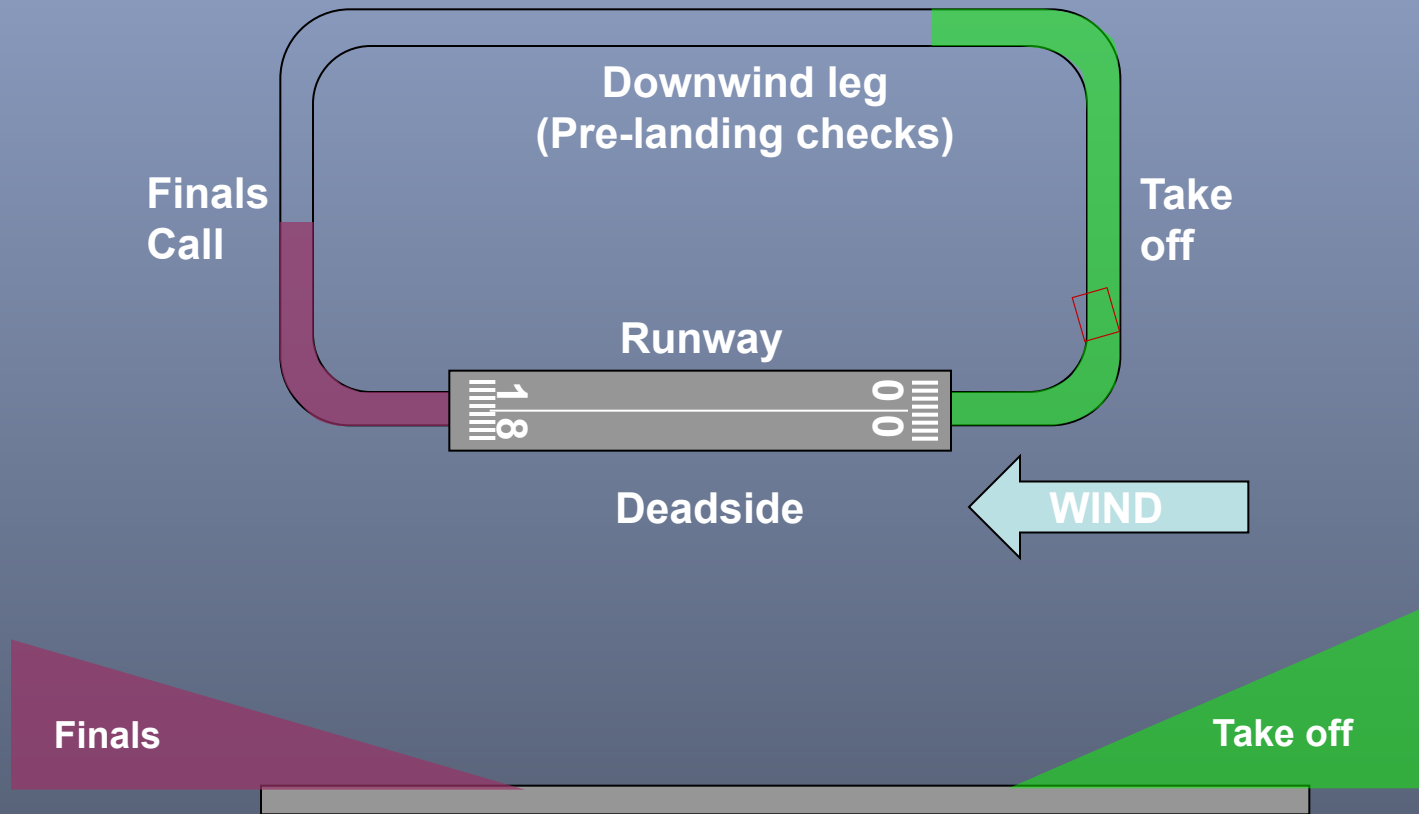 Downwind leg
(Pre-landing checks)
Finals
Call
Take
off
Runway
18
00
Deadside
WIND
Finals
Take off